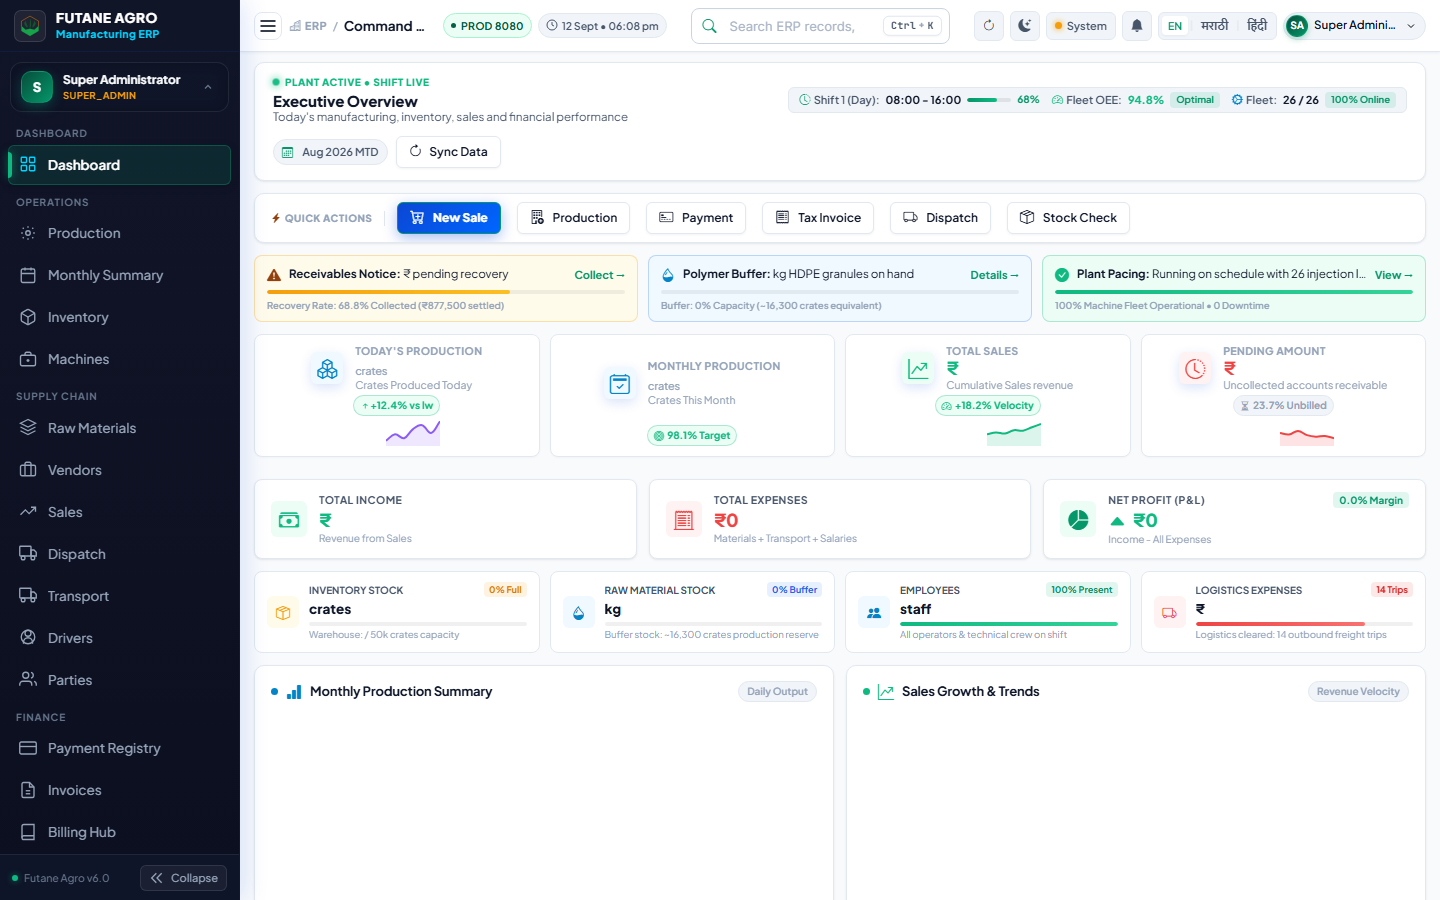 FUTANE AGRO
Manufacturing ERP
S
Super Administrator
SUPER_ADMIN
DASHBOARD
Dashboard
OPERATIONS
Production
Monthly Summary
Inventory
Machines
SUPPLY CHAIN
Raw Materials
Vendors
Sales
Dispatch
Transport
Drivers
Parties
FINANCE
Payment Registry
Invoices
Billing Hub
Futane Agro v6.0
Collapse
ERP / Command ...
PROD 8080
12 Sept • 06:08 pm
Search ERP records,
Ctrl + K
System
EN
मराठी
हिंदी
SA
Super Admini...
PLANT ACTIVE • SHIFT LIVE
Executive Overview
Today's manufacturing, inventory, sales and financial performance
Shift 1 (Day): 08:00 - 16:00 68%
Fleet OEE: 94.8% Optimal
Fleet: 26 / 26 100% Online
Aug 2026 MTD
Sync Data
QUICK ACTIONS
New Sale
Production
Payment
Tax Invoice
Dispatch
Stock Check
Receivables Notice: ₹ pending recovery
Collect →
Recovery Rate: 68.8% Collected (₹877,500 settled)
Polymer Buffer: kg HDPE granules on hand
Details →
Buffer: 0% Capacity (~16,300 crates equivalent)
Plant Pacing: Running on schedule with 26 injection l...
View →
100% Machine Fleet Operational • 0 Downtime
TODAY'S PRODUCTION
crates
Crates Produced Today
↑ +12.4% vs lw
MONTHLY PRODUCTION
crates
Crates This Month
98.1% Target
TOTAL SALES
₹
Cumulative Sales revenue
+18.2% Velocity
PENDING AMOUNT
₹
Uncollected accounts receivable
23.7% Unbilled
TOTAL INCOME
₹
Revenue from Sales
TOTAL EXPENSES
₹0
Materials + Transport + Salaries
NET PROFIT (P&L)
0.0% Margin
▲ ₹0
Income - All Expenses
INVENTORY STOCK
0% Full
crates
Warehouse: / 50k crates capacity
RAW MATERIAL STOCK
0% Buffer
kg
Buffer stock: ~16,300 crates production reserve
EMPLOYEES
100% Present
staff
All operators & technical crew on shift
LOGISTICS EXPENSES
14 Trips
₹
Logistics cleared: 14 outbound freight trips
Monthly Production Summary
Daily Output
Sales Growth & Trends
Revenue Velocity